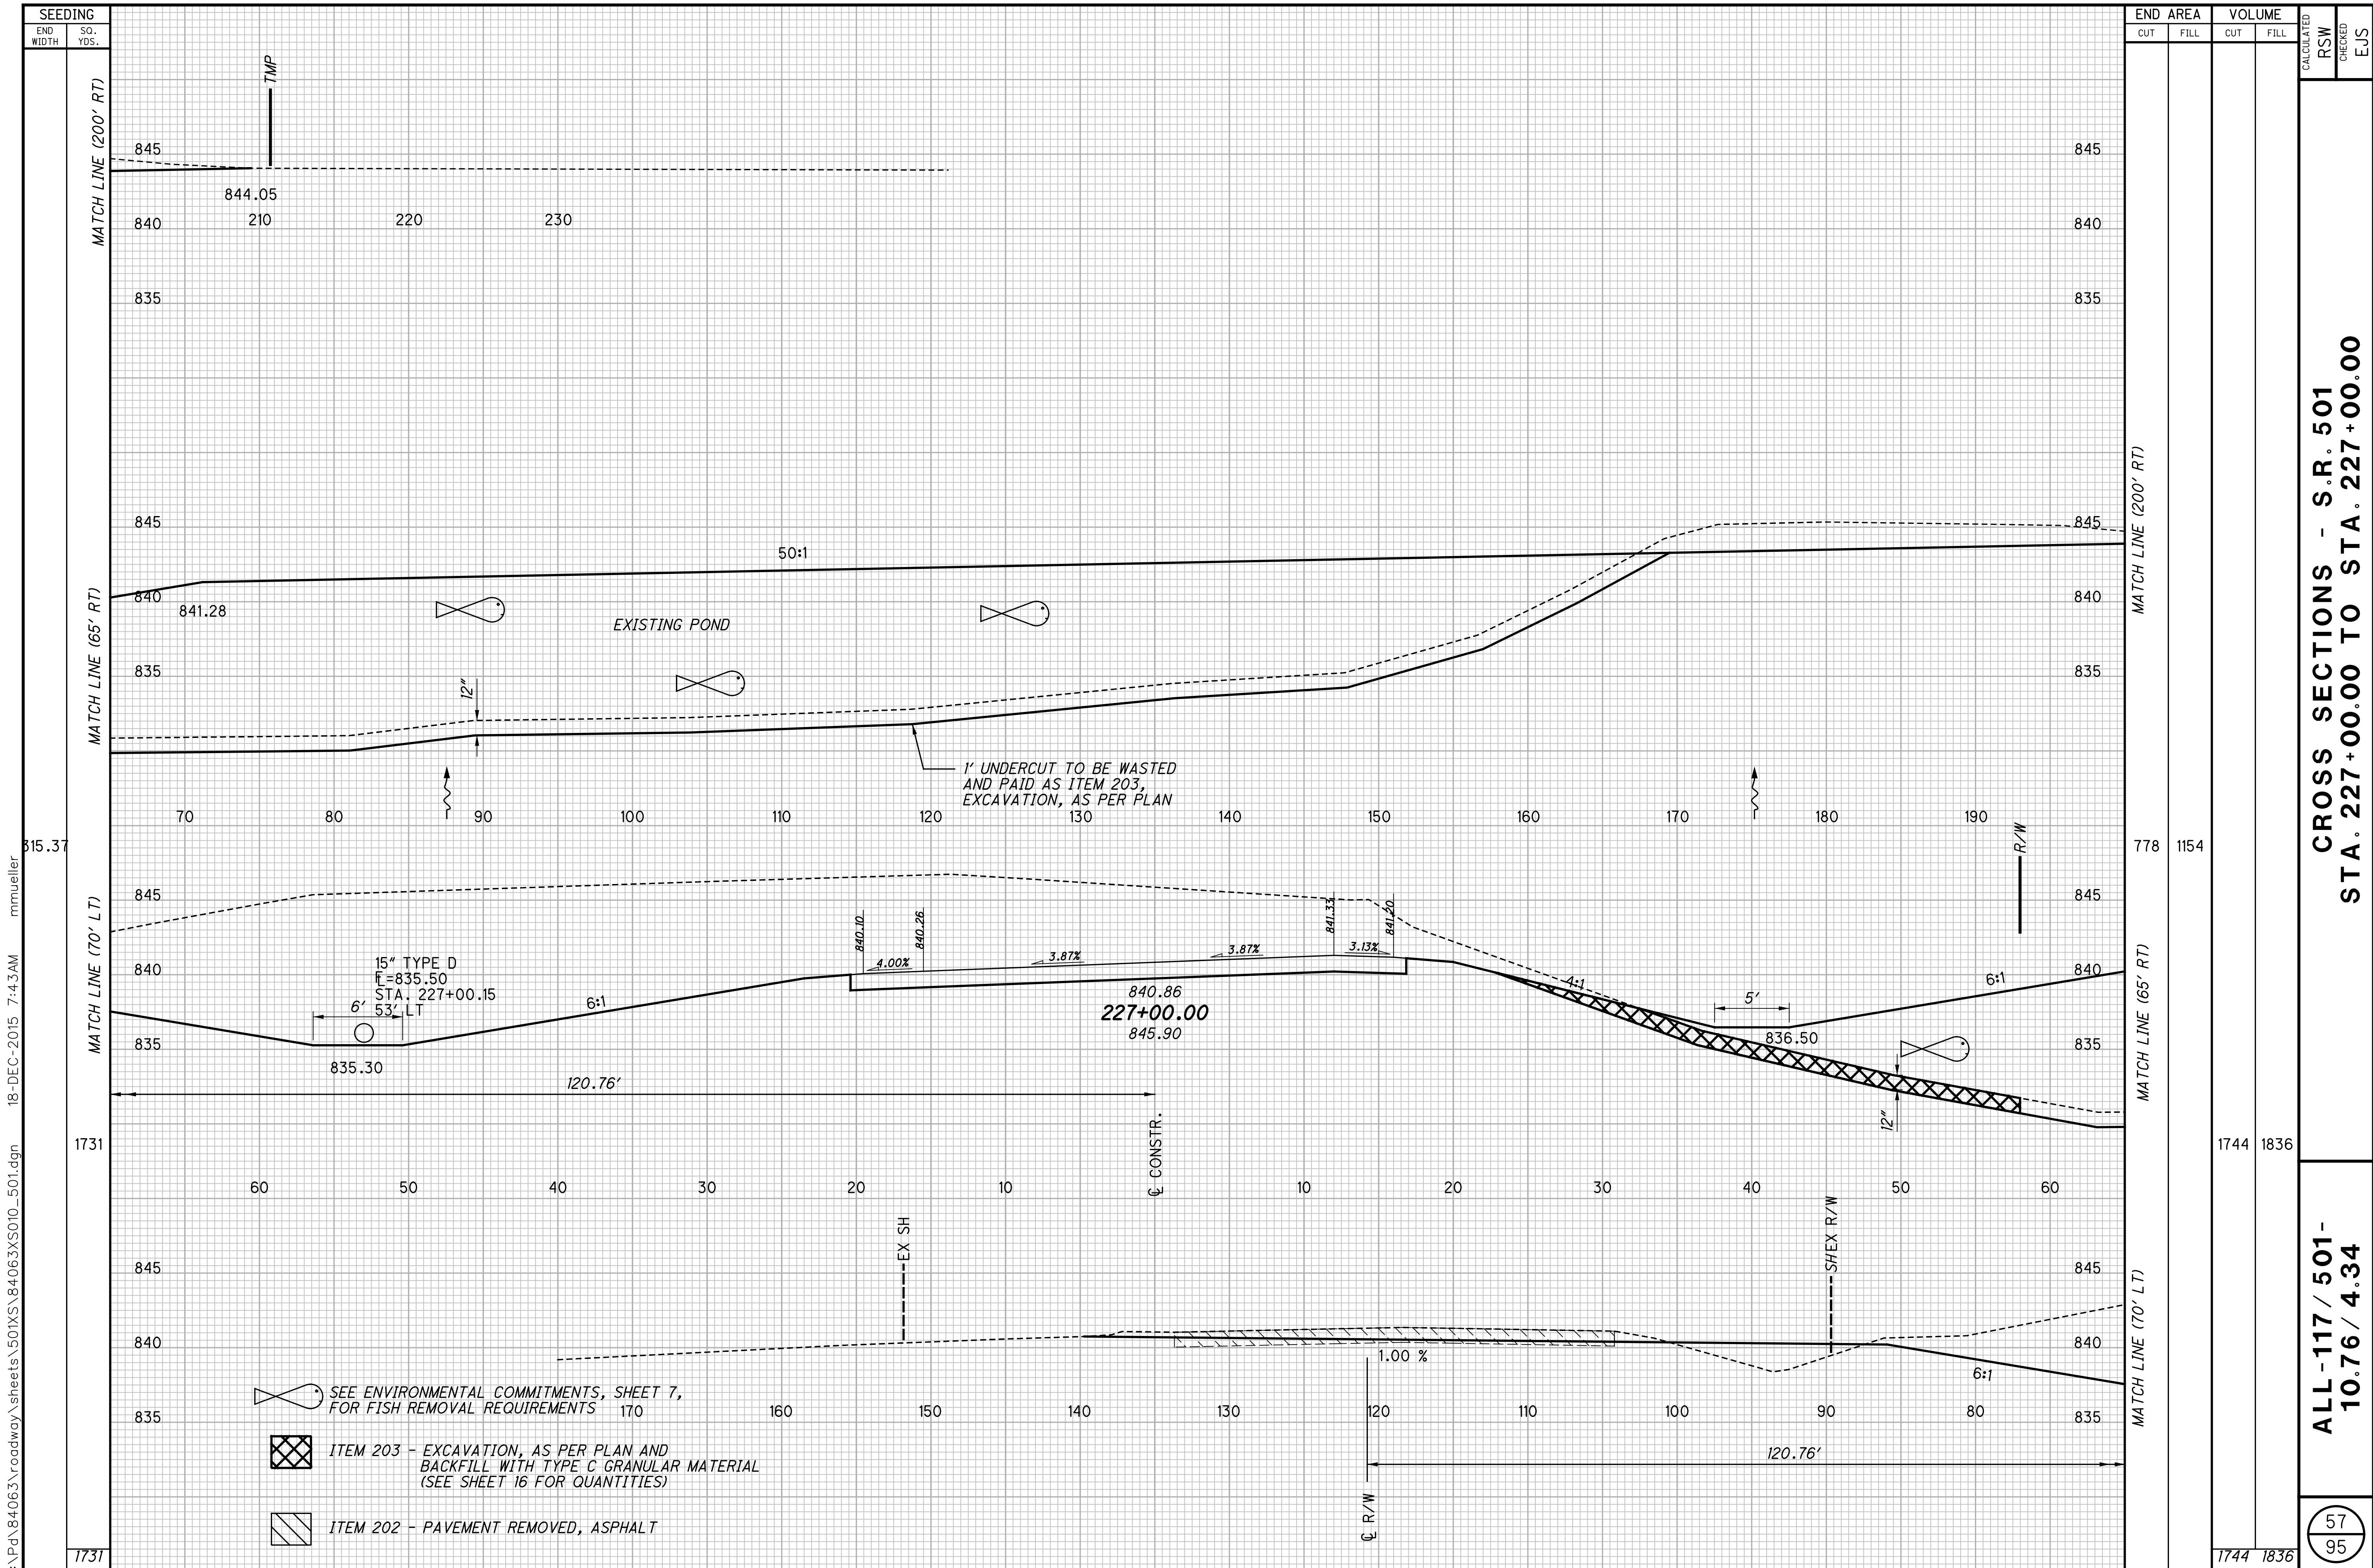 SEEDING
END WIDTH
SQ. YDS.
END AREA
VOLUME
CUT
FILL
CUT
FILL
CALCULATED
RSW
CHECKED
EJS
TMP
MATCH LINE (200' RT)
845
845
844.05
210
220
230
840
840
835
835
MATCH LINE (200' RT)
845
845
50:1
840
840
841.28
EXISTING POND
MATCH LINE (65' RT)
835
835
12"
1' UNDERCUT TO BE WASTED
AND PAID AS ITEM 203,
EXCAVATION, AS PER PLAN
70
80
90
100
110
120
130
140
150
160
170
180
190
R/W
315.37
778
1154
MATCH LINE (70' LT)
845
845
840.10
840.26
841.33
841.20
4.00%
3.87%
3.87%
3.13%
15" TYPE D
℄=835.50
STA. 227+00.15
53' LT
6'
6:1
840
840
4:1
5'
6:1
840.86
227+00.00
845.90
835
835
835.30
836.50
MATCH LINE (65' RT)
120.76'
12"
℄ CONSTR.
1731
1744
1836
60
50
40
30
20
10
10
20
30
40
50
60
EX SH
SHEX R/W
845
845
840
840
1.00 %
6:1
MATCH LINE (70' LT)
835
835
170
160
150
140
130
120
110
100
90
80
120.76'
℄ R/W
SEE ENVIRONMENTAL COMMITMENTS, SHEET 7,
FOR FISH REMOVAL REQUIREMENTS
ITEM 203 - EXCAVATION, AS PER PLAN AND
BACKFILL WITH TYPE C GRANULAR MATERIAL
(SEE SHEET 16 FOR QUANTITIES)
ITEM 202 - PAVEMENT REMOVED, ASPHALT
1731
1744
1836
CROSS SECTIONS - S.R. 501
STA. 227+00.00 TO STA. 227+00.00
ALL-117/501-
10.76/4.34
57
95
:\Pd\84063\roadway\sheets\501XS\84063XS010_501.dgn 18-DEC-2015 7:43AM mmueller